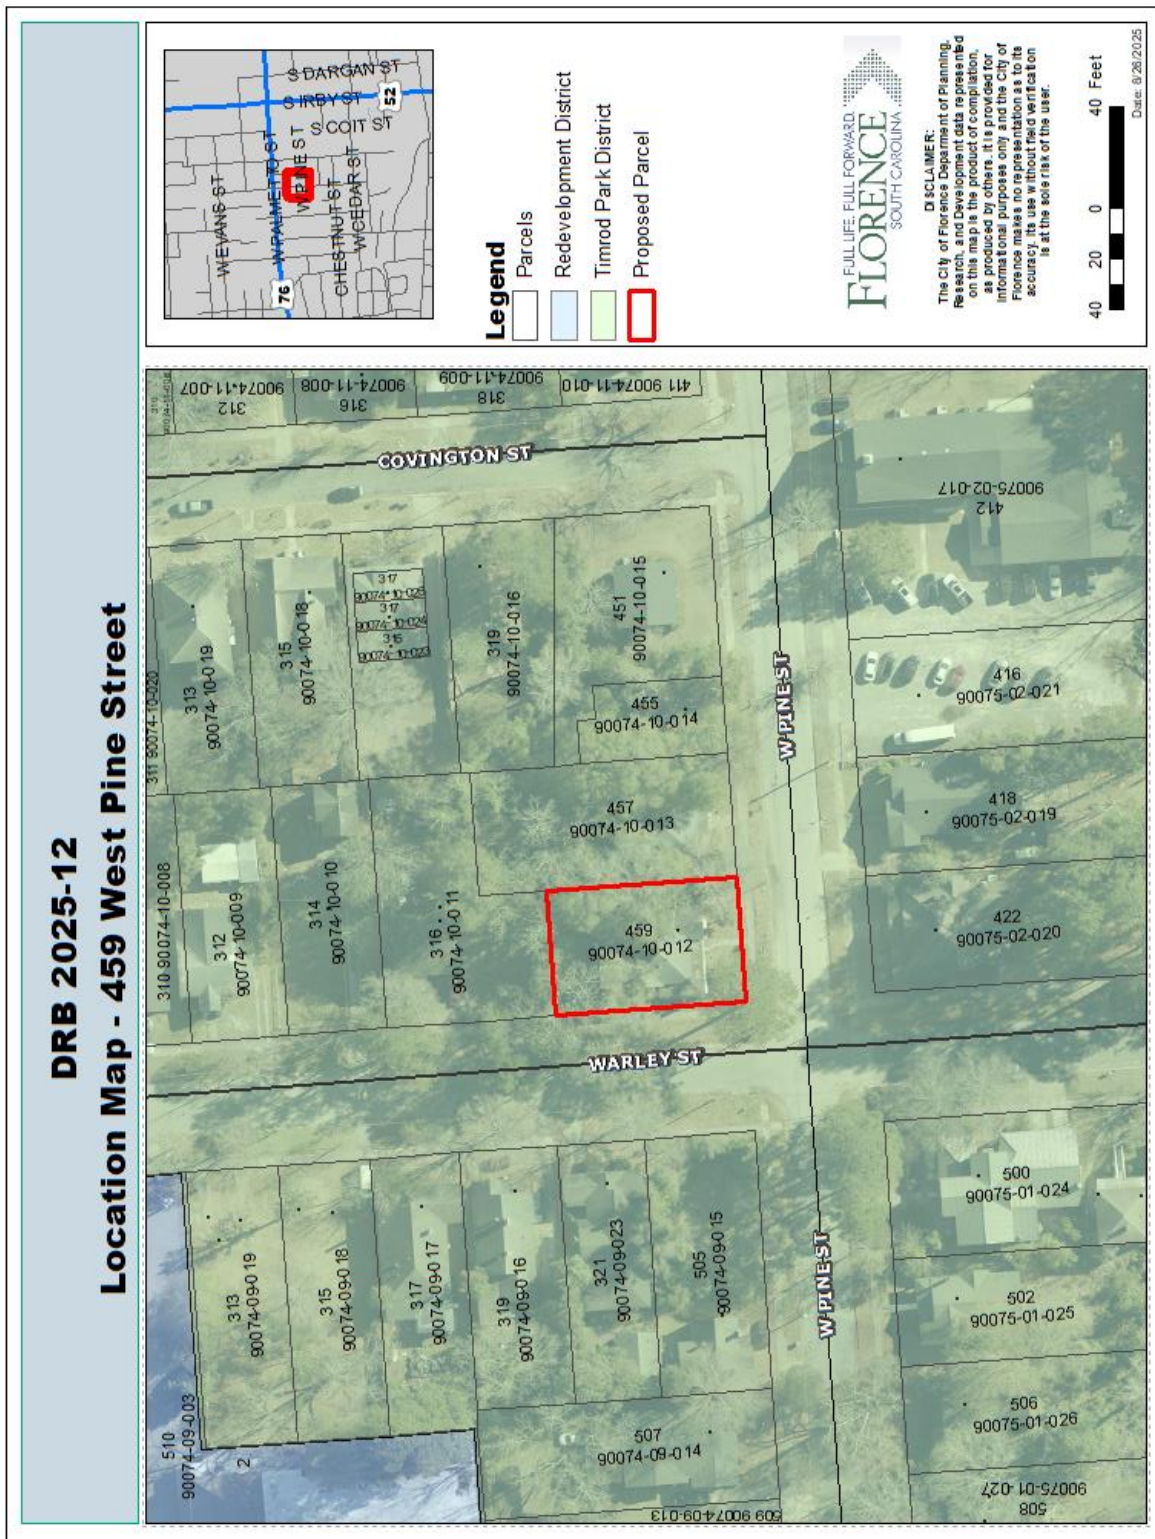 DRB 2025-12
Location Map - 459 West Pine Street
311 90074-10-020
310 90074-10-008
510
90074-09-003
2
313
90074-09-019
315
90074-09-018
317
90074-09-017
319
90074-09-016
321
90074-09-023
505
90074-09-015
507
90074-09-014
509 90074-09-013
WARLEY ST
312
90074-10-009
314
90074-10-010
316
90074-10-011
459
90074-10-012
457
90074-10-013
313
90074-10-019
315
90074-10-018
317
90074-10-025
317
90074-10-024
315
90074-10-023
319
90074-10-016
455
90074-10-014
451
90074-10-015
COVINGTON ST
312
90074-11-007
316
90074-11-008
318
90074-11-009
411 90074-11-010
W PINE ST
W PINE ST
508
90075-01-027
506
90075-01-026
502
90075-01-025
500
90075-01-024
422
90075-02-020
418
90075-02-019
416
90075-02-021
412
90075-02-017
W EVANS ST
W PALMETTO ST
W PINE ST
CHESTNUT ST
W CEDAR ST
S COIT ST
S IRBY ST
S DARGAN ST
76
52
Legend
Parcels
Redevelopment District
Timrod Park District
Proposed Parcel
FULL LIFE. FULL FORWARD.
FLORENCE
SOUTH CAROLINA
DISCLAIMER:
The City of Florence Deparment of Planning,
Research, and Development data represented
on this map is the product of compilation,
as produced by others. It is provided for
informational purposes only and the City of
Florence makes no representation as to its
accuracy. Its use without field verification
is at the sole risk of the user.
40 20 0 40 Feet
Date: 8/26/2025